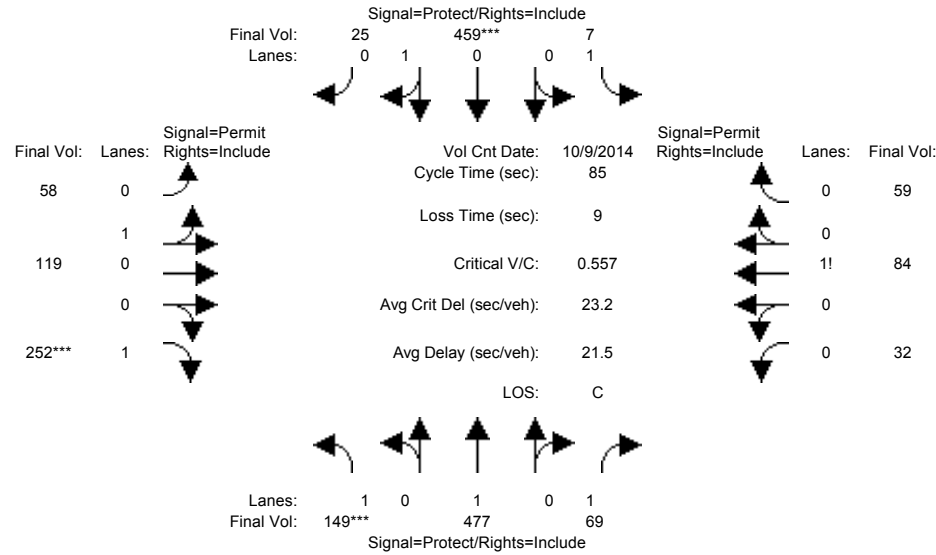 Signal=Protect/Rights=Include
Final Vol: 25 459*** 7
Lanes: 0 1 0 0 1
Signal=Permit Signal=Permit
Final Vol: Lanes: Rights=Include Vol Cnt Date: 10/9/2014 Rights=Include Lanes: Final Vol:
Cycle Time (sec): 85
58 0 0 59
Loss Time (sec): 9
1 0
119 0 Critical V/C: 0.557 1! 84
0 Avg Crit Del (sec/veh): 23.2 0
252*** 1 Avg Delay (sec/veh): 21.5 0 32
LOS: C
Lanes: 1 0 1 0 1
Final Vol: 149*** 477 69
Signal=Protect/Rights=Include